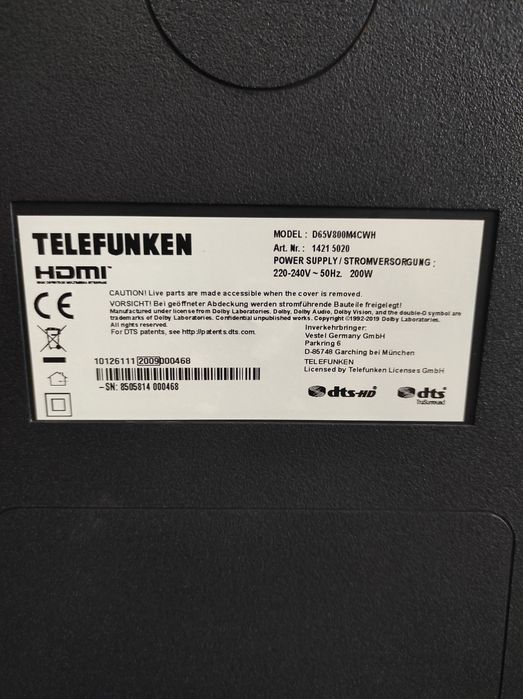 TELEFUNKEN
MODEL : D65V800M4CWH
Art. Nr.: 1421 5020
POWER SUPPLY/STROMVERSORGUNG :
220-240V ~ 50Hz. 200W
HDMI™
CAUTION! Live parts are made accessible when the cover is removed.
VORSICHT! Bei geöffneter Abdeckung werden stromführende Bauteile freigelegt!
Manufactured under license from Dolby Laboratories. Dolby, Dolby Audio, Dolby Vision, and the double-D symbol are
trademarks of Dolby Laboratories. Confidential unpublished works. Copyright ©1992-2019 Dolby Laboratories.
All rights reserved.
For DTS patents, see http://patents.dts.com.
Inverkehrbringer:
Vestel Germany GmbH
Parkring 6
D-85748 Garching bei München
TELEFUNKEN
Licensed by Telefunken Licenses GmbH
10126111 2009000468
-SN: 8505814 000468
dts-HD
dts
TruSurround